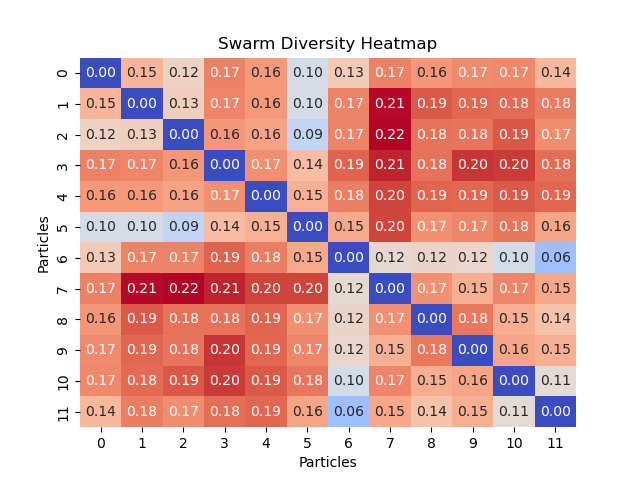 Swarm Diversity Heatmap
0 0.00 0.15 0.12 0.17 0.16 0.10 0.13 0.17 0.16 0.17 0.17 0.14
1 0.15 0.00 0.13 0.17 0.16 0.10 0.17 0.21 0.19 0.19 0.18 0.18
2 0.12 0.13 0.00 0.16 0.16 0.09 0.17 0.22 0.18 0.18 0.19 0.17
3 0.17 0.17 0.16 0.00 0.17 0.14 0.19 0.21 0.18 0.20 0.20 0.18
4 0.16 0.16 0.16 0.17 0.00 0.15 0.18 0.20 0.19 0.19 0.19 0.19
5 0.10 0.10 0.09 0.14 0.15 0.00 0.15 0.20 0.17 0.17 0.18 0.16
6 0.13 0.17 0.17 0.19 0.18 0.15 0.00 0.12 0.12 0.12 0.10 0.06
7 0.17 0.21 0.22 0.21 0.20 0.20 0.12 0.00 0.17 0.15 0.17 0.15
8 0.16 0.19 0.18 0.18 0.19 0.17 0.12 0.17 0.00 0.18 0.15 0.14
9 0.17 0.19 0.18 0.20 0.19 0.17 0.12 0.15 0.18 0.00 0.16 0.15
10 0.17 0.18 0.19 0.20 0.19 0.18 0.10 0.17 0.15 0.16 0.00 0.11
11 0.14 0.18 0.17 0.18 0.19 0.16 0.06 0.15 0.14 0.15 0.11 0.00
0 1 2 3 4 5 6 7 8 9 10 11
Particles
Particles